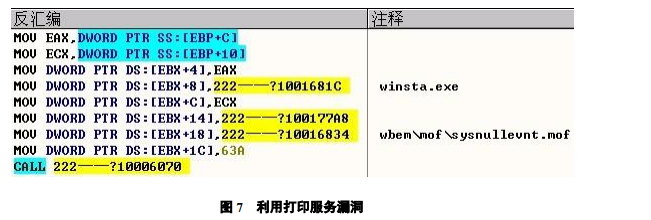 反汇编 注释
MOV EAX,DWORD PTR SS:[EBP+C]
MOV ECX,DWORD PTR SS:[EBP+10]
MOV DWORD PTR DS:[EBX+4],EAX
MOV DWORD PTR DS:[EBX+8],222——?1001681C winsta.exe
MOV DWORD PTR DS:[EBX+C],ECX
MOV DWORD PTR DS:[EBX+14],222——?100177A8
MOV DWORD PTR DS:[EBX+18],222——?10016834 wbem\mof\sysnullevnt.mof
MOV DWORD PTR DS:[EBX+1C],63A
CALL 222——?10006070
图 7 利用打印服务漏洞